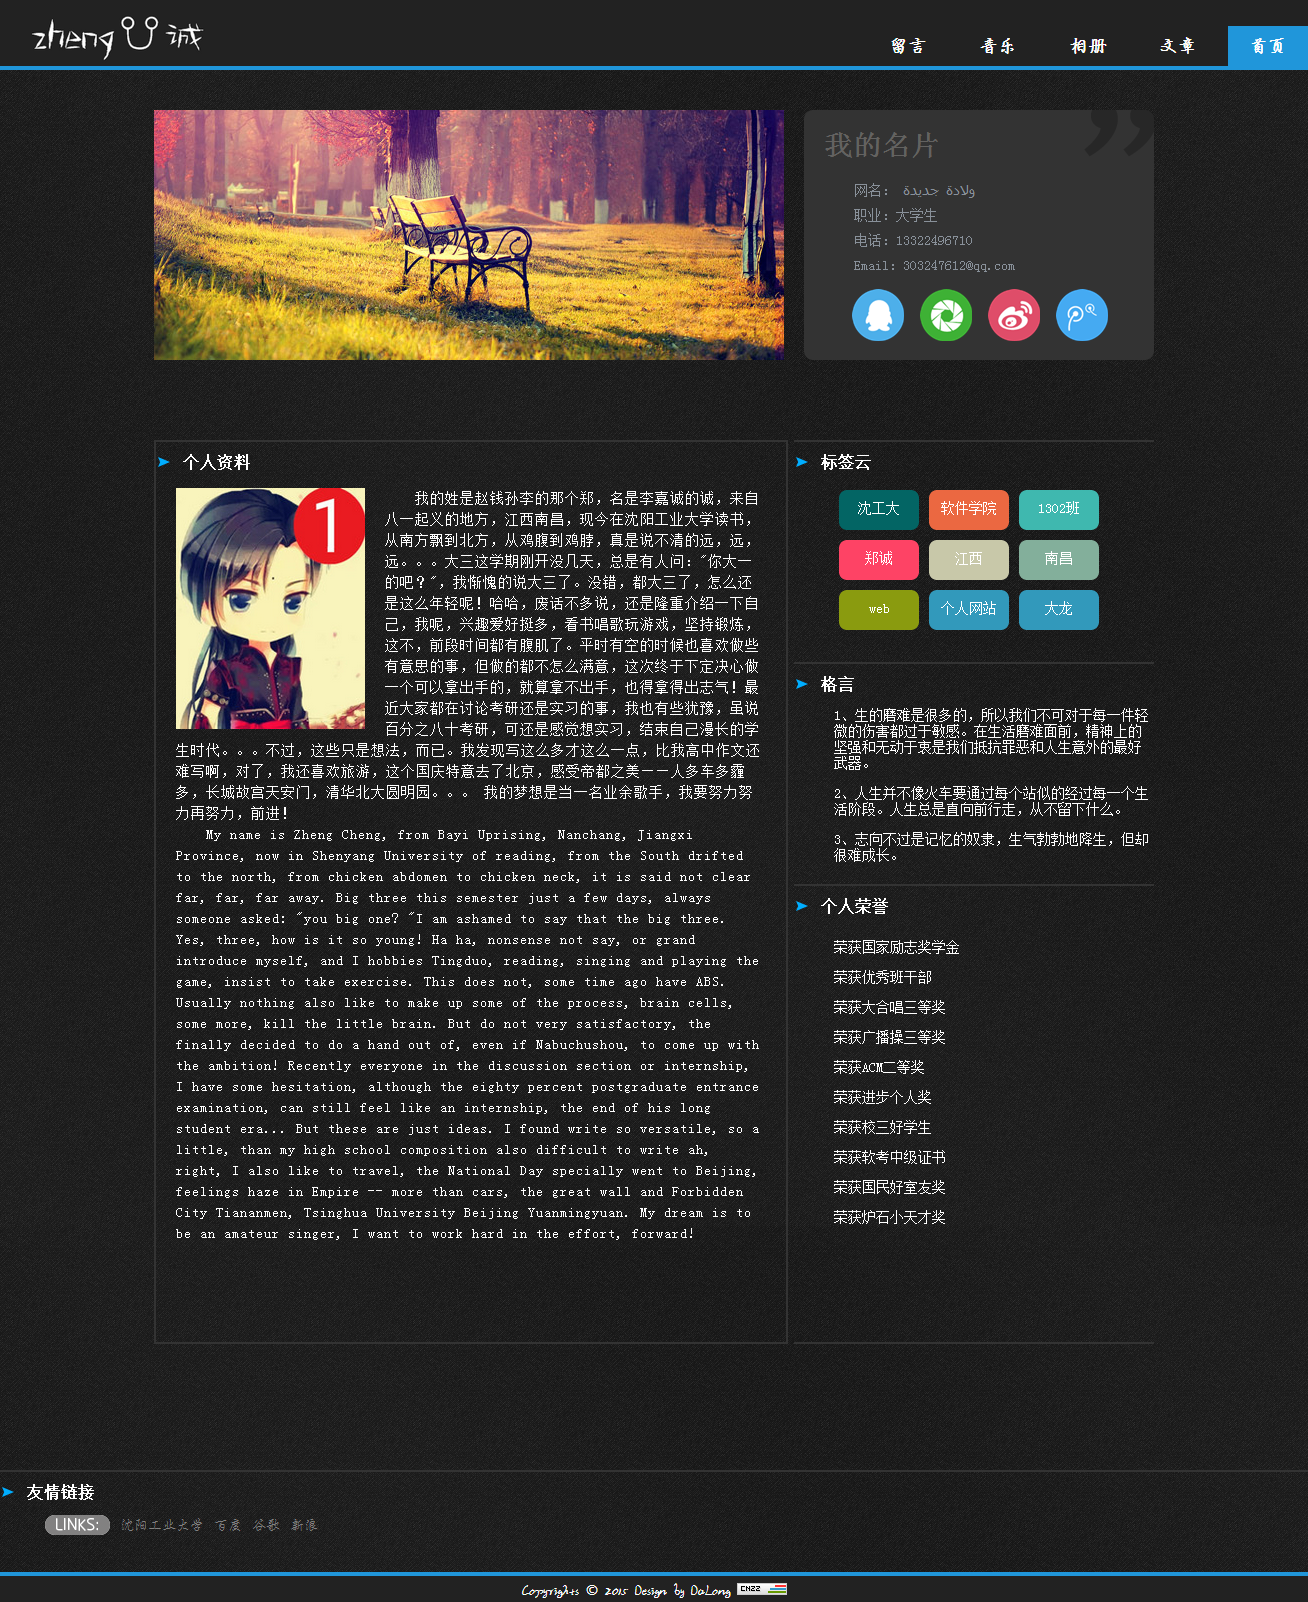 zheng 诚
留言 音乐 相册 文章 首页
我的名片
网名： ولادة جديدة
职业：大学生
电话：13322496710
Email：303247612@qq.com
个人资料
1
我的姓是赵钱孙李的那个郑，名是李嘉诚的诚，来自
八一起义的地方，江西南昌，现今在沈阳工业大学读书，
从南方飘到北方，从鸡腹到鸡脖，真是说不清的远，远，
远。。。大三这学期刚开没几天，总是有人问："你大一
的吧？"，我惭愧的说大三了。没错，都大三了，怎么还
是这么年轻呢！哈哈，废话不多说，还是隆重介绍一下自
己，我呢，兴趣爱好挺多，看书唱歌玩游戏，坚持锻炼，
这不，前段时间都有腹肌了。平时有空的时候也喜欢做些
有意思的事，但做的都不怎么满意，这次终于下定决心做
一个可以拿出手的，就算拿不出手，也得拿得出志气！最
近大家都在讨论考研还是实习的事，我也有些犹豫，虽说
百分之八十考研，可还是感觉想实习，结束自己漫长的学
生时代。。。不过，这些只是想法，而已。我发现写这么多才这么一点，比我高中作文还
难写啊，对了，我还喜欢旅游，这个国庆特意去了北京，感受帝都之美——人多车多霾
多，长城故宫天安门，清华北大圆明园。。。 我的梦想是当一名业余歌手，我要努力努
力再努力，前进！
My name is Zheng Cheng, from Bayi Uprising, Nanchang, Jiangxi
Province, now in Shenyang University of reading, from the South drifted
to the north, from chicken abdomen to chicken neck, it is said not clear
far, far, far away. Big three this semester just a few days, always
someone asked: "you big one? "I am ashamed to say that the big three.
Yes, three, how is it so young! Ha ha, nonsense not say, or grand
introduce myself, and I hobbies Tingduo, reading, singing and playing the
game, insist to take exercise. This does not, some time ago have ABS.
Usually nothing also like to make up some of the process, brain cells,
some more, kill the little brain. But do not very satisfactory, the
finally decided to do a hand out of, even if Nabuchushou, to come up with
the ambition! Recently everyone in the discussion section or internship,
I have some hesitation, although the eighty percent postgraduate entrance
examination, can still feel like an internship, the end of his long
student era... But these are just ideas. I found write so versatile, so a
little, than my high school composition also difficult to write ah,
right, I also like to travel, the National Day specially went to Beijing,
feelings haze in Empire -- more than cars, the great wall and Forbidden
City Tiananmen, Tsinghua University Beijing Yuanmingyuan. My dream is to
be an amateur singer, I want to work hard in the effort, forward!
标签云
沈工大 软件学院 1302班
郑诚 江西 南昌
web 个人网站 大龙
格言
1、生的磨难是很多的，所以我们不可对于每一件轻
微的伤害都过于敏感。在生活磨难面前，精神上的
坚强和无动于衷是我们抵抗罪恶和人生意外的最好
武器。
2、人生并不像火车要通过每个站似的经过每一个生
活阶段。人生总是直向前行走，从不留下什么。
3、志向不过是记忆的奴隶，生气勃勃地降生，但却
很难成长。
个人荣誉
荣获国家励志奖学金
荣获优秀班干部
荣获大合唱三等奖
荣获广播操三等奖
荣获ACM二等奖
荣获进步个人奖
荣获校三好学生
荣获软考中级证书
荣获国民好室友奖
荣获炉石小天才奖
友情链接
LINKS: 沈阳工业大学 百度 谷歌 新浪
Copyrights © 2015 Design by DaLong CNZZ